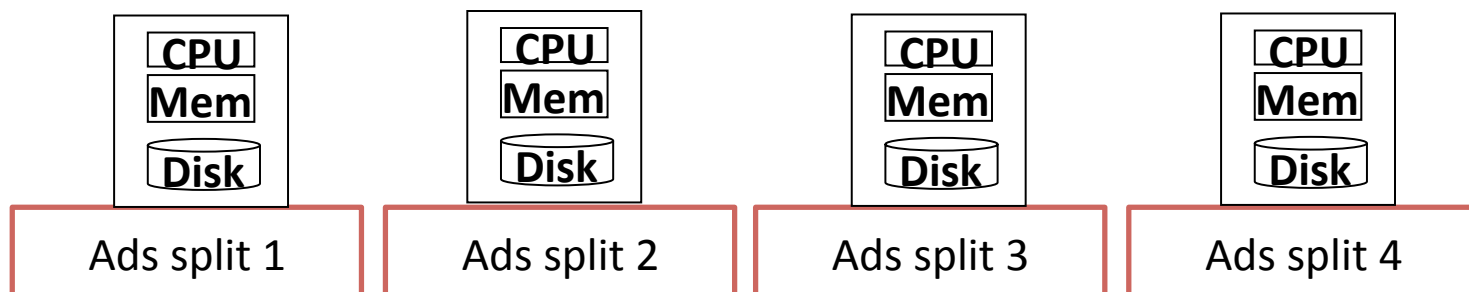 CPU
Mem
Disk
CPU
Mem
Disk
CPU
Mem
Disk
CPU
Mem
Disk
Ads split 1
Ads split 2
Ads split 3
Ads split 4